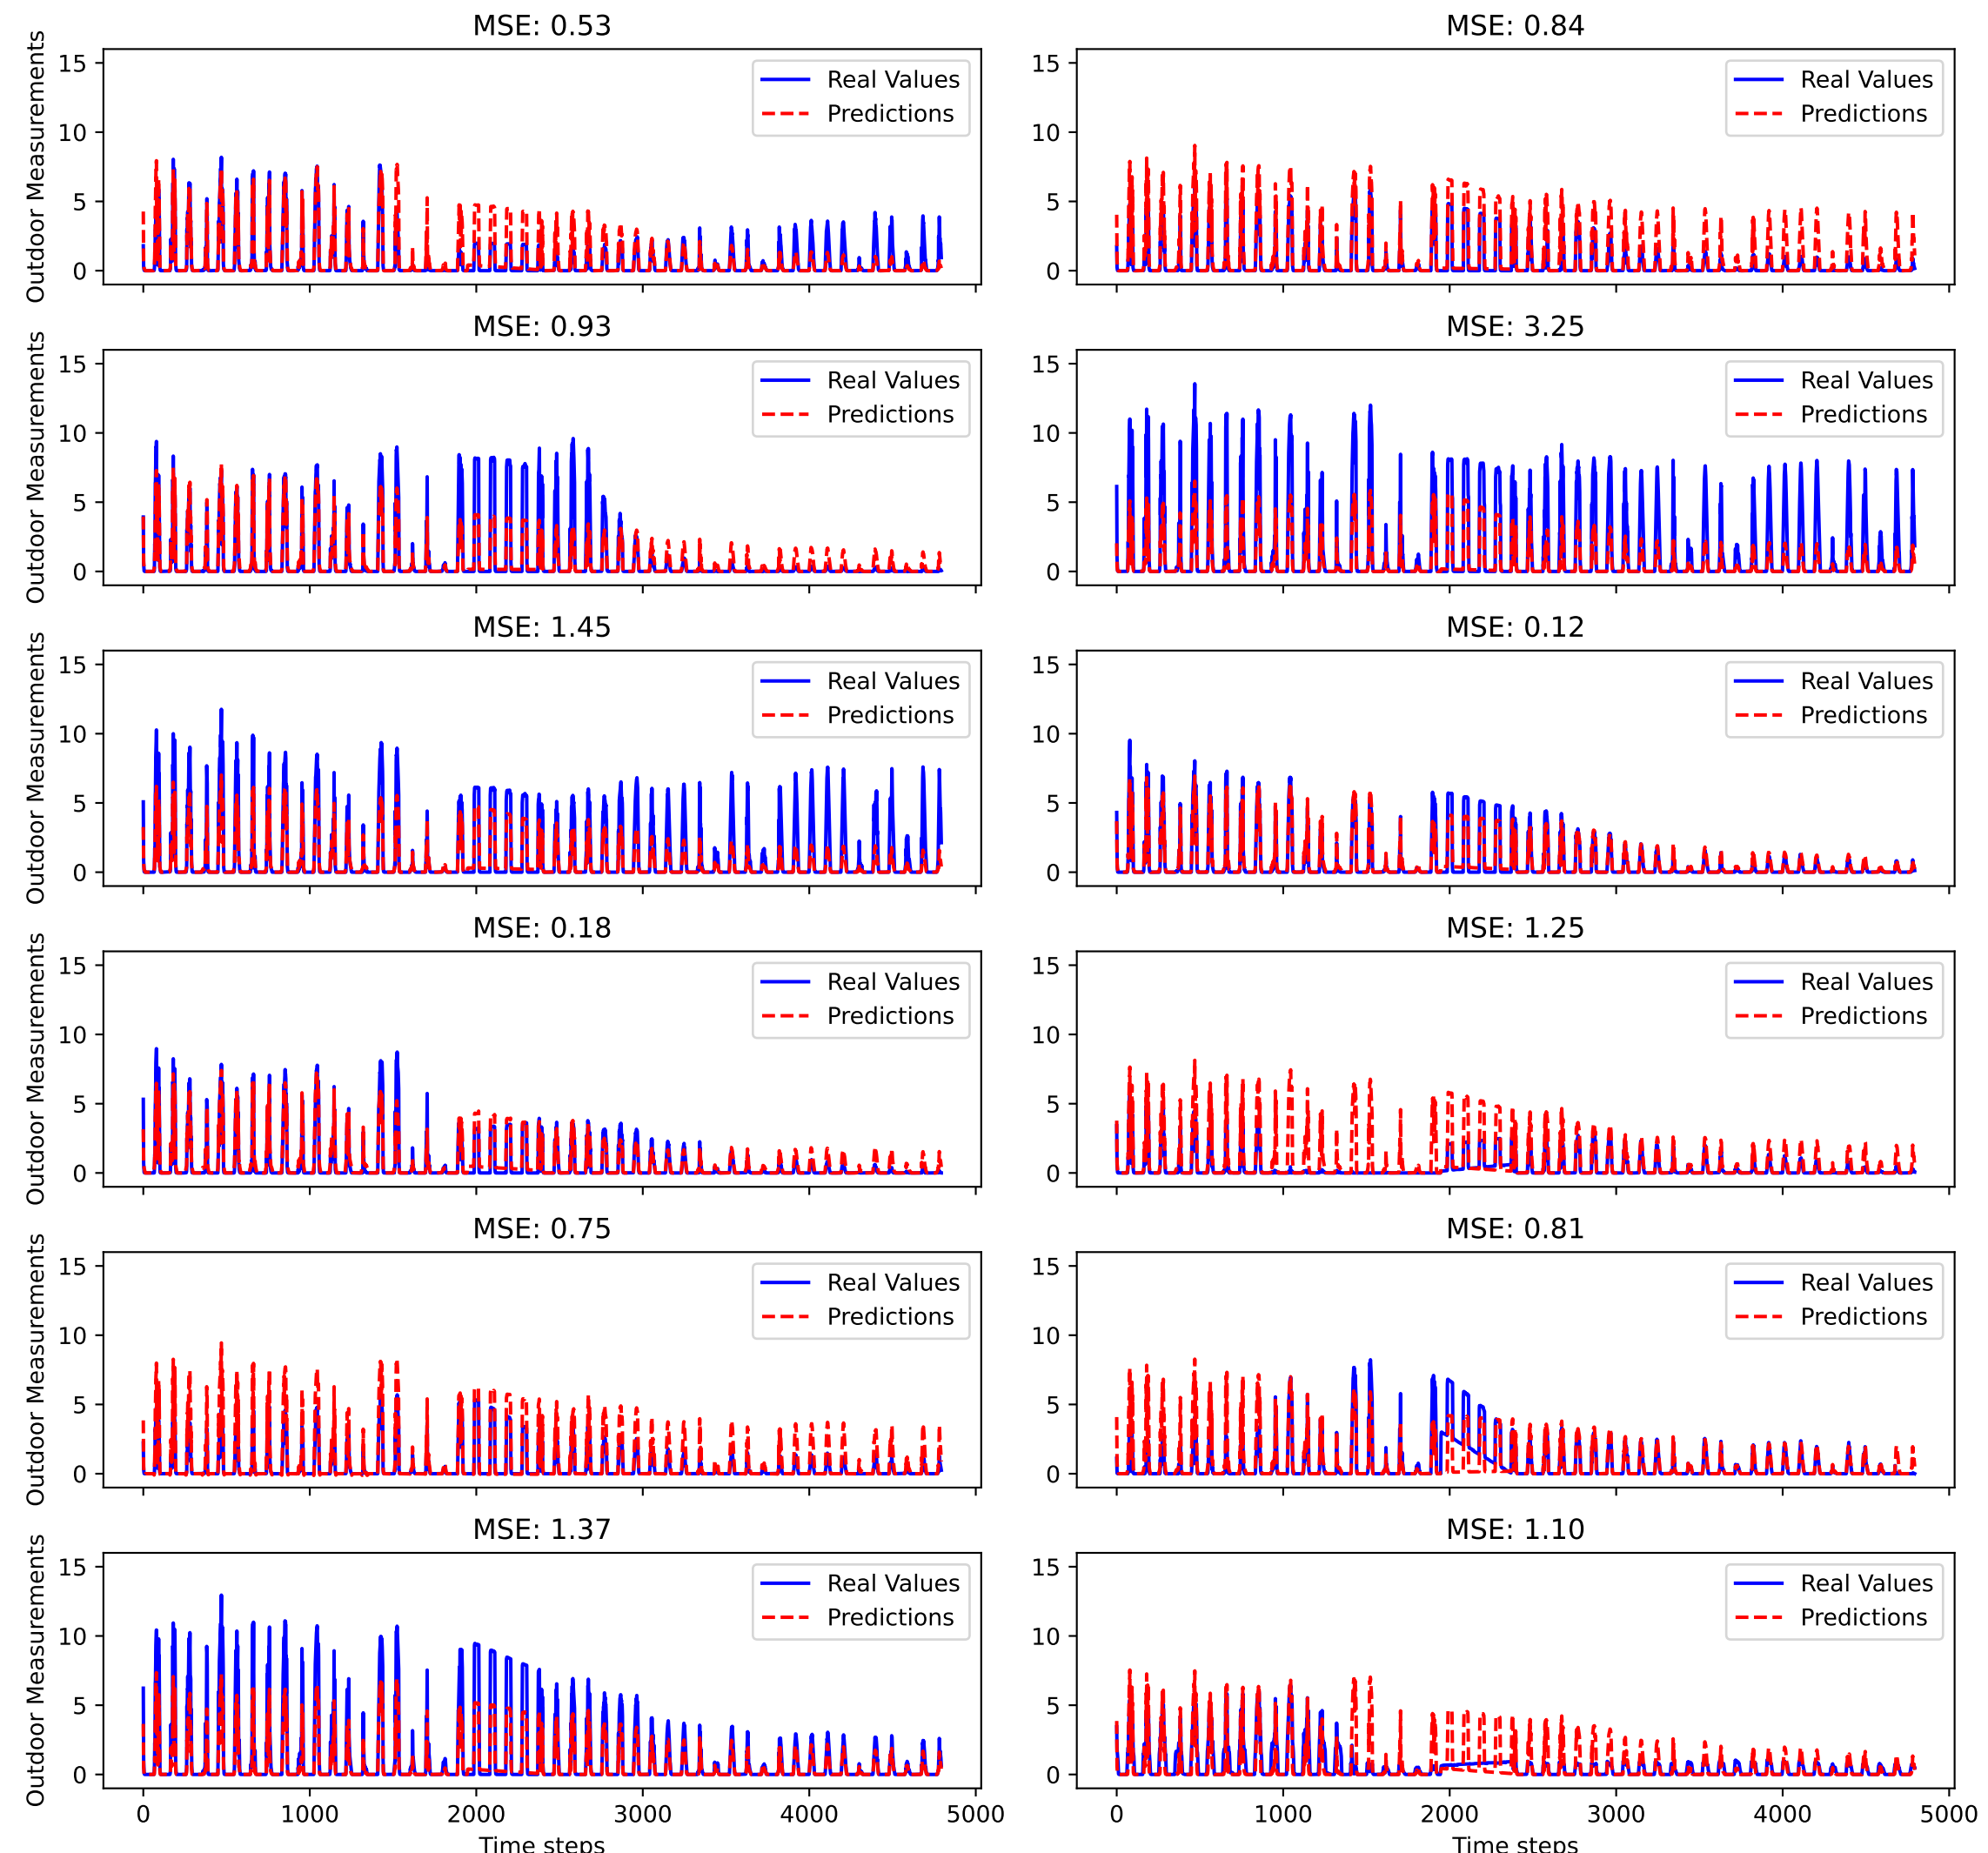 MSE: 0.53
MSE: 0.84
Outdoor Measurements
15
10
5
0
Real Values
Predictions
15
10
5
0
Real Values
Predictions
MSE: 0.93
MSE: 3.25
Outdoor Measurements
15
10
5
0
Real Values
Predictions
15
10
5
0
Real Values
Predictions
MSE: 1.45
MSE: 0.12
Outdoor Measurements
15
10
5
0
Real Values
Predictions
15
10
5
0
Real Values
Predictions
MSE: 0.18
MSE: 1.25
Outdoor Measurements
15
10
5
0
Real Values
Predictions
15
10
5
0
Real Values
Predictions
MSE: 0.75
MSE: 0.81
Outdoor Measurements
15
10
5
0
Real Values
Predictions
15
10
5
0
Real Values
Predictions
MSE: 1.37
MSE: 1.10
Outdoor Measurements
15
10
5
0
Real Values
Predictions
15
10
5
0
Real Values
Predictions
0 1000 2000 3000 4000 5000
0 1000 2000 3000 4000 5000
Time steps
Time steps